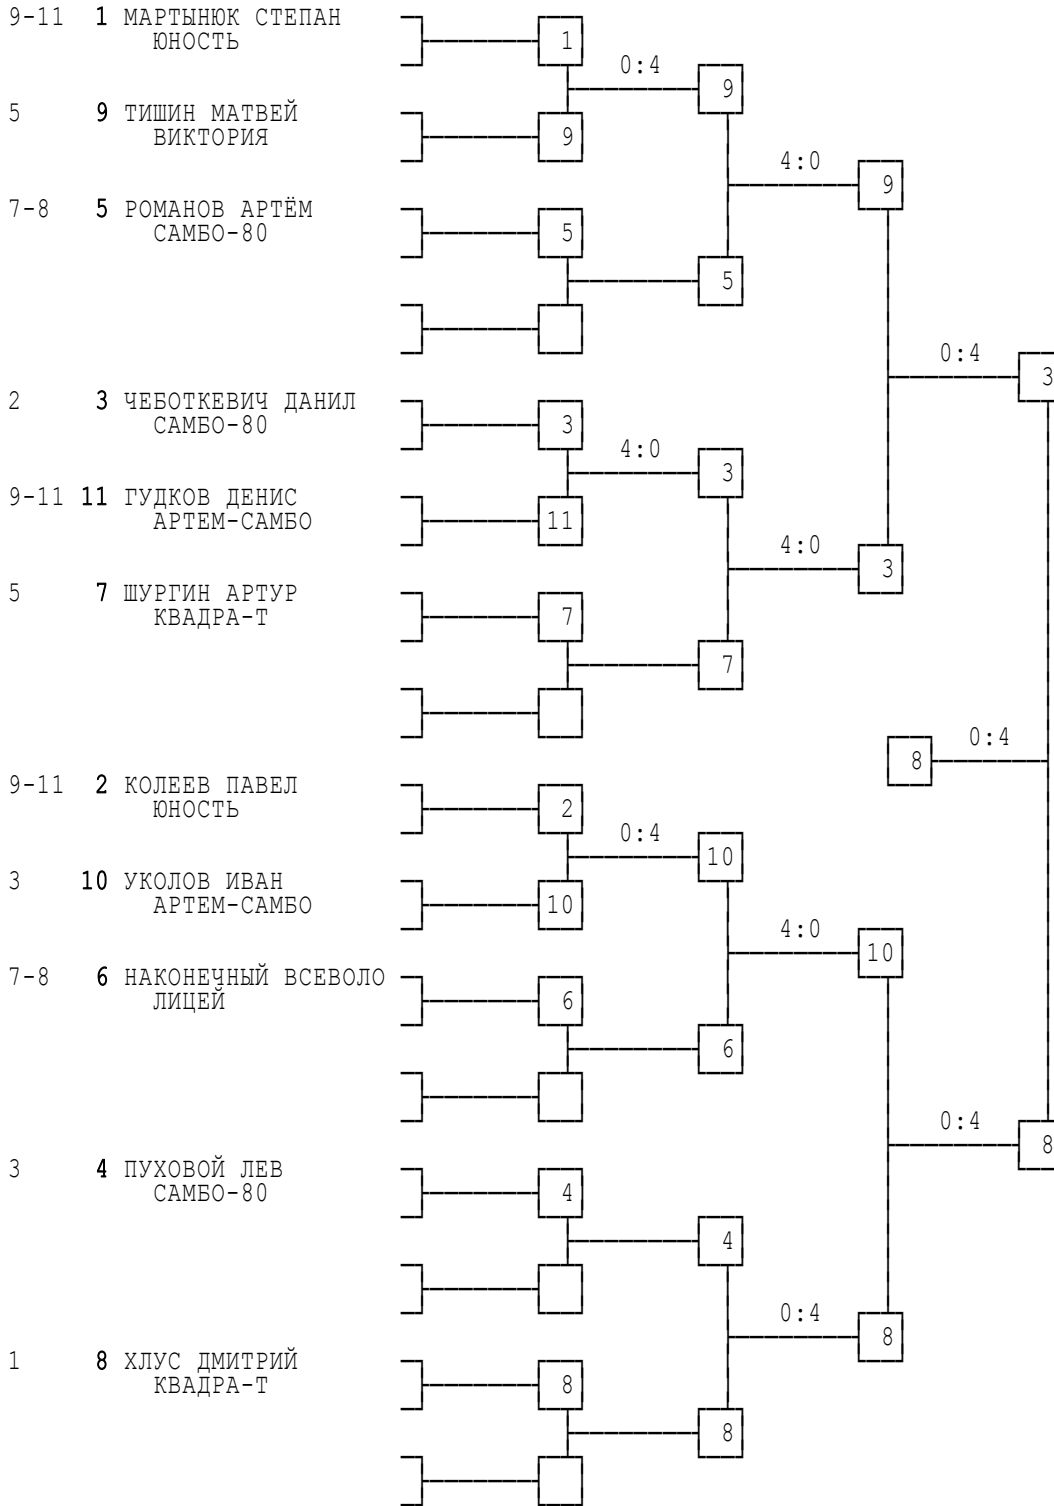 9-11 1 МАРТЫНЮК СТЕПАН
ЮНОСТЬ
1
0:4
9
5 9 ТИШИН МАТВЕЙ
ВИКТОРИЯ
9
4:0
9
7-8 5 РОМАНОВ АРТЁМ
САМБО-80
5
5
0:4
3
2 3 ЧЕБОТКЕВИЧ ДАНИЛ
САМБО-80
3
4:0
3
9-11 11 ГУДКОВ ДЕНИС
АРТЕМ-САМБО
11
4:0
3
5 7 ШУРГИН АРТУР
КВАДРА-Т
7
7
0:4
8
9-11 2 КОЛЕЕВ ПАВЕЛ
ЮНОСТЬ
2
0:4
10
3 10 УКОЛОВ ИВАН
АРТЕМ-САМБО
10
4:0
10
7-8 6 НАКОНЕЧНЫЙ ВСЕВОЛО
ЛИЦЕЙ
6
6
0:4
8
3 4 ПУХОВОЙ ЛЕВ
САМБО-80
4
4
0:4
8
1 8 ХЛУС ДМИТРИЙ
КВАДРА-Т
8
8